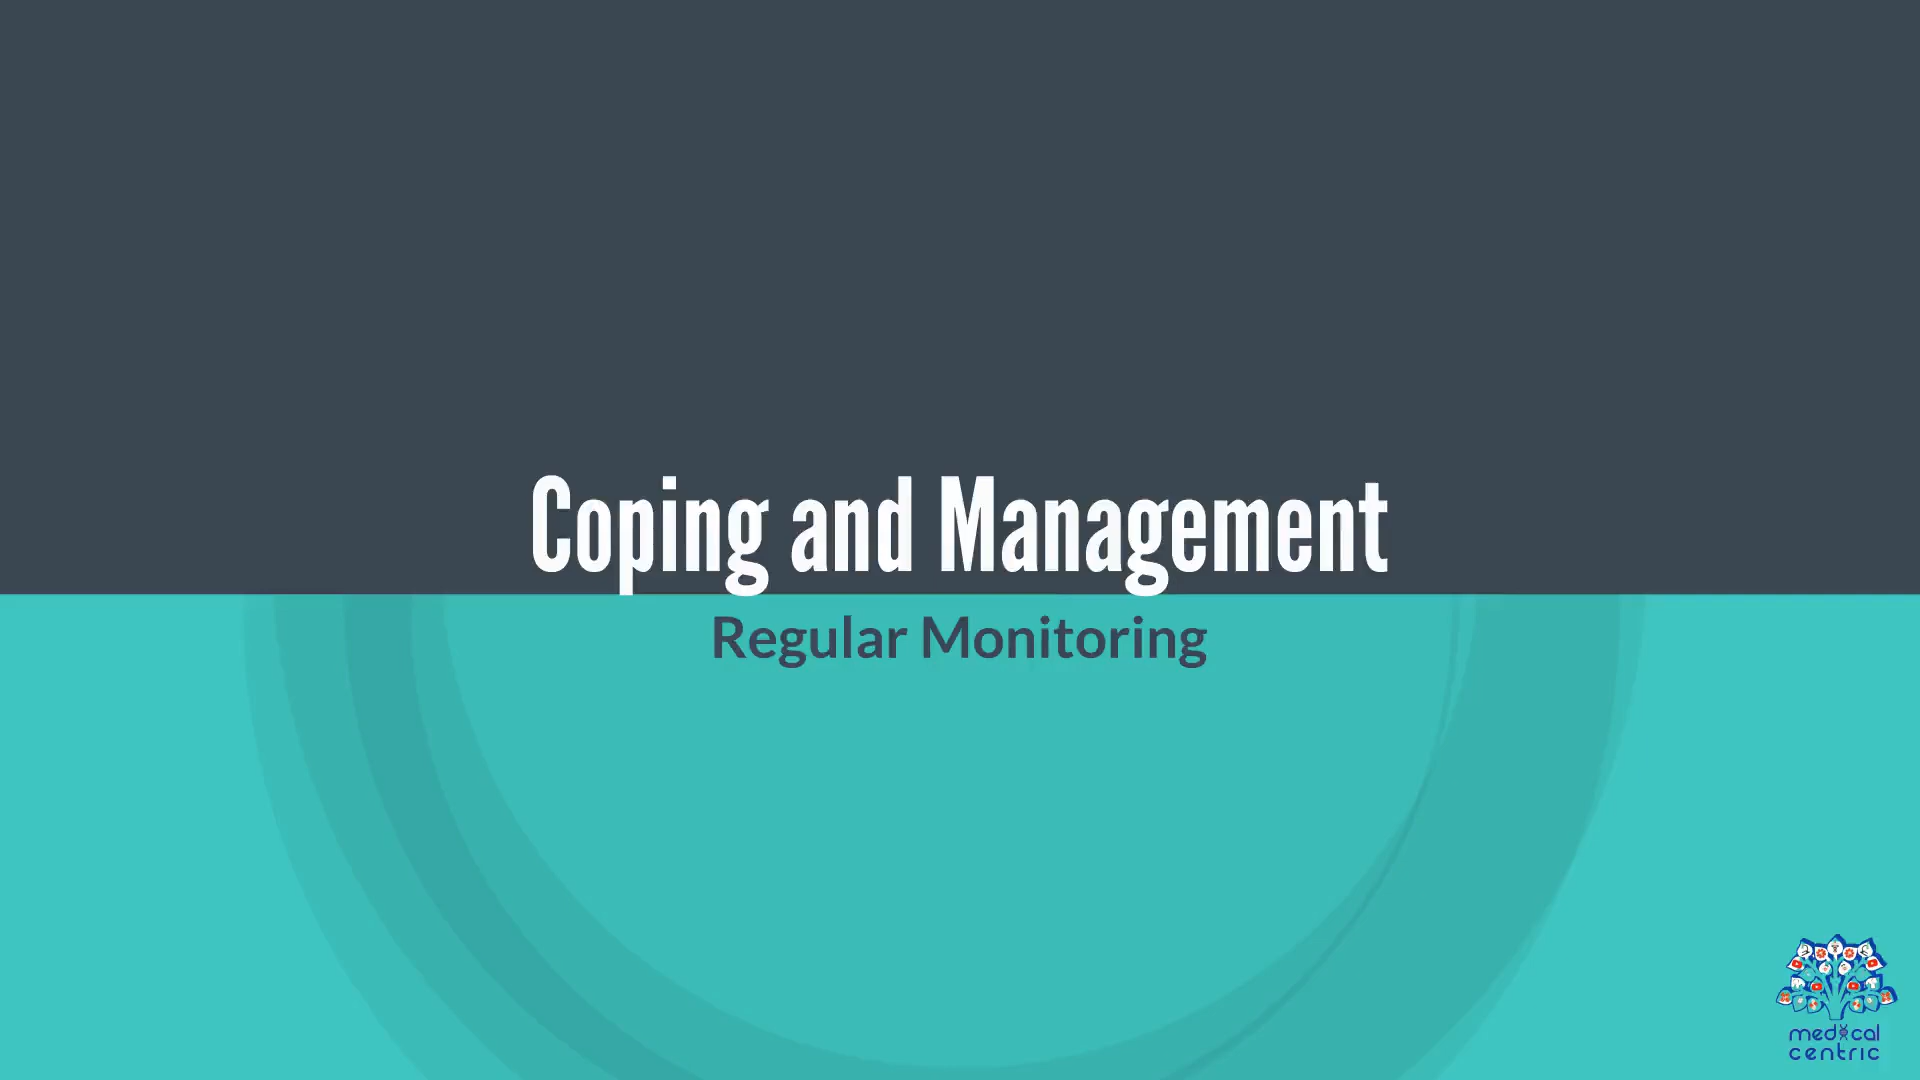 Coping and Management
Regular Monitoring
medical
centric